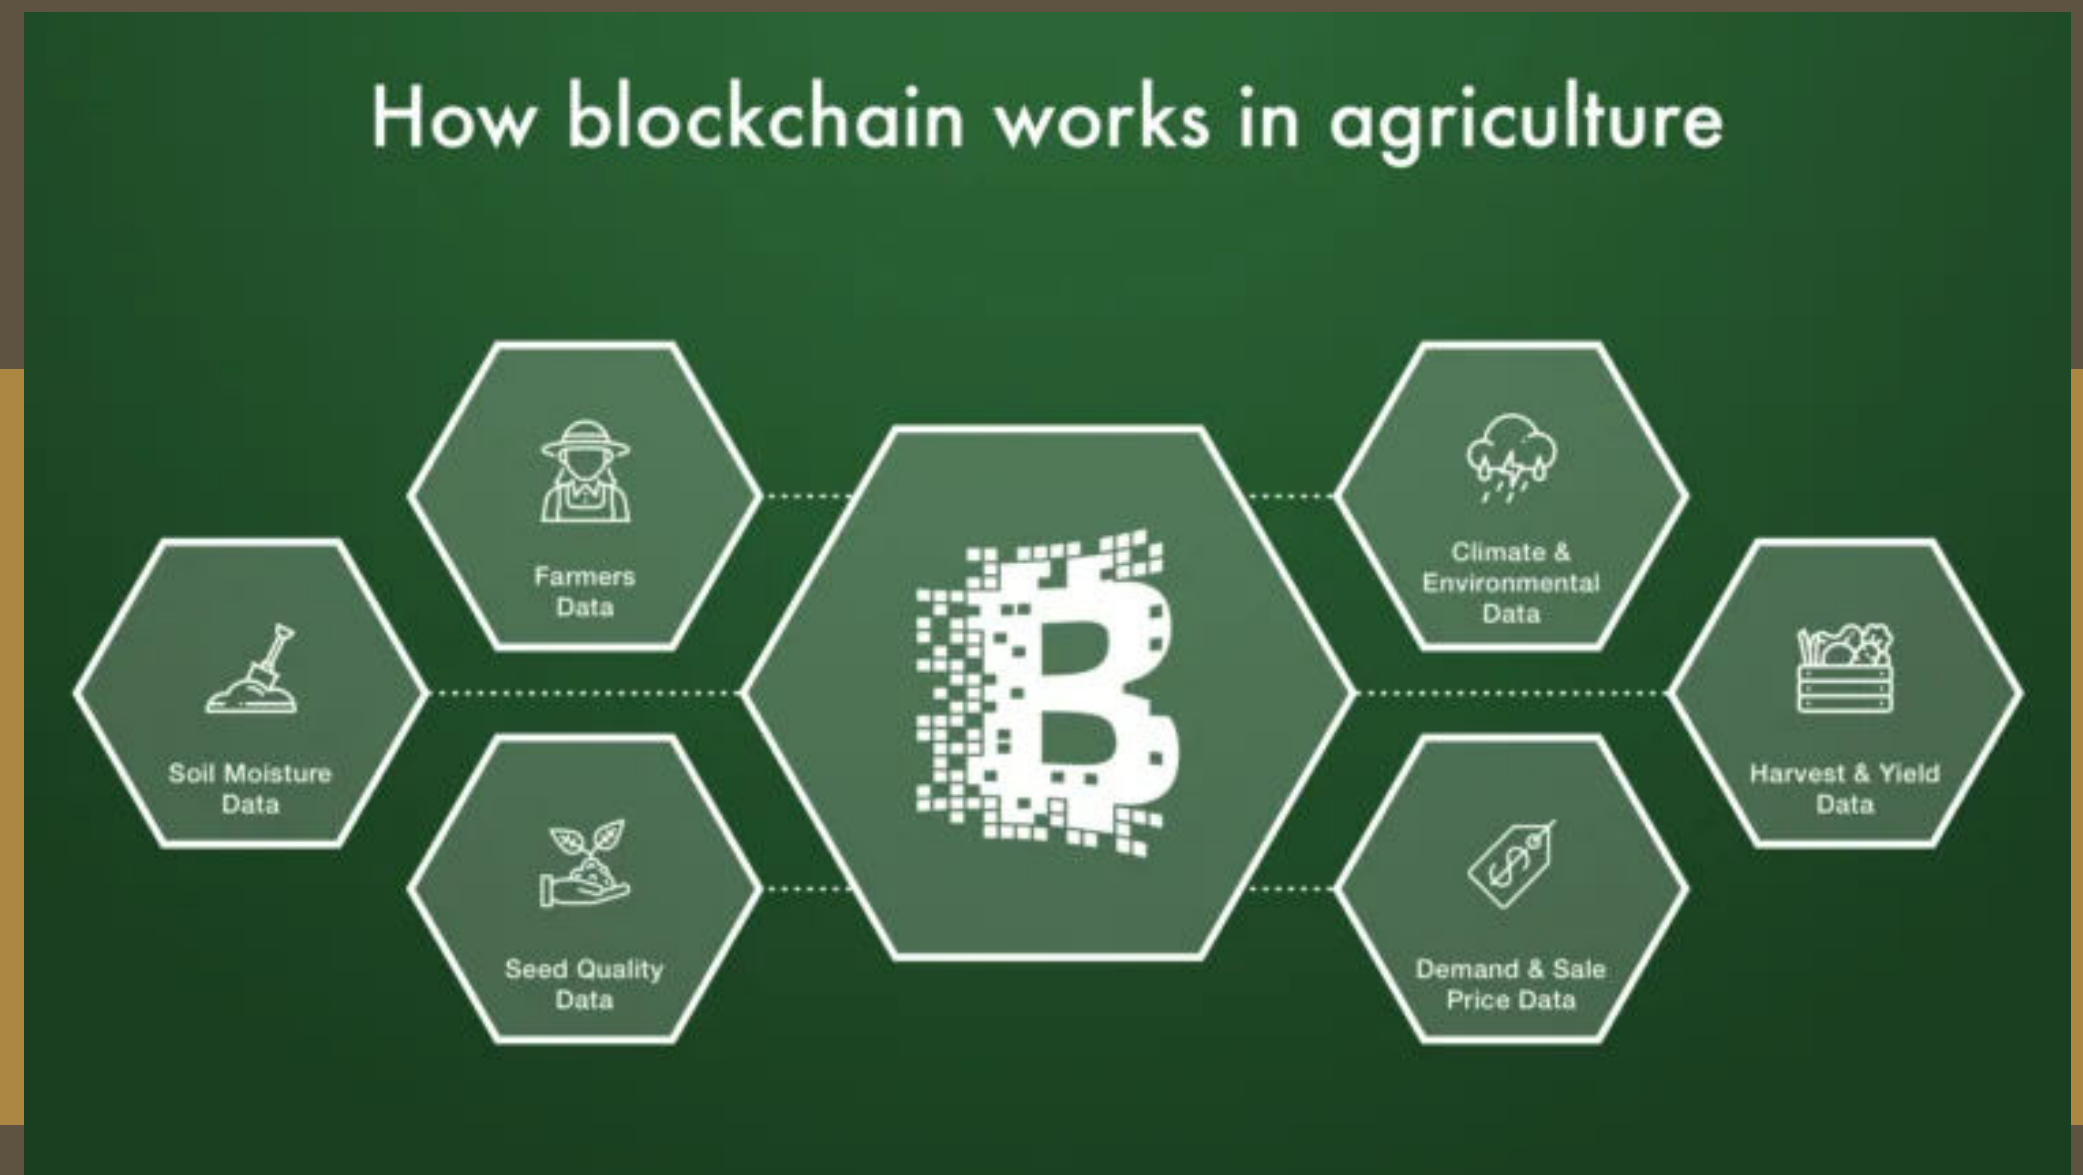 How blockchain works in agriculture
Farmers
Data
Climate &
Environmental
Data
Soil Moisture
Data
B
Harvest & Yield
Data
Seed Quality
Data
Demand & Sale
Price Data